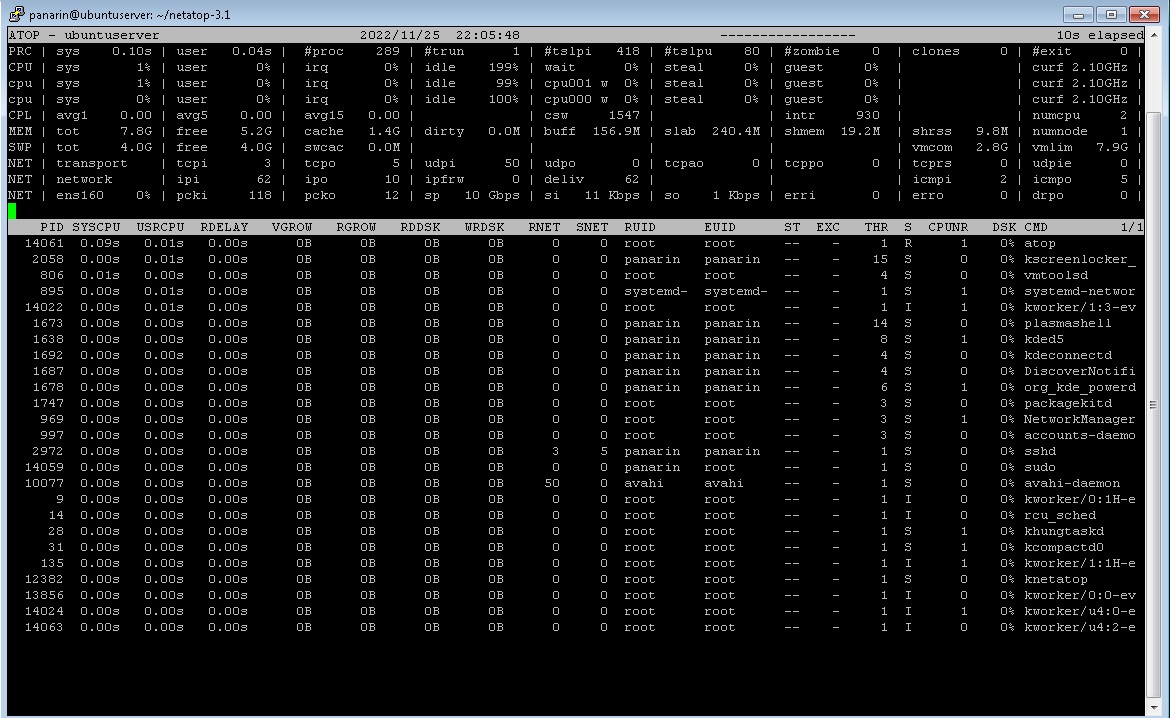 panarin@ubuntuserver: ~/netatop-3.1
ATOP - ubuntuserver 2022/11/25 22:05:48 ----------------- 10s elapsed
PRC | sys 0.10s | user 0.04s | #proc 289 | #trun 1 | #tslpi 418 | #tslpu 80 | #zombie 0 | clones 0 | #exit 0 |
CPU | sys 1% | user 0% | irq 0% | idle 199% | wait 0% | steal 0% | guest 0% | | curf 2.10GHz |
cpu | sys 1% | user 0% | irq 0% | idle 99% | cpu001 w 0% | steal 0% | guest 0% | | curf 2.10GHz |
cpu | sys 0% | user 0% | irq 0% | idle 100% | cpu000 w 0% | steal 0% | guest 0% | | curf 2.10GHz |
CPL | avg1 0.00 | avg5 0.00 | avg15 0.00 | | csw 1547 | | intr 930 | | numcpu 2 |
MEM | tot 7.8G | free 5.2G | cache 1.4G | dirty 0.0M | buff 156.9M | slab 240.4M | shmem 19.2M | shrss 9.8M | numnode 1 |
SWP | tot 4.0G | free 4.0G | swcac 0.0M | | | | | vmcom 2.8G | vmlim 7.9G |
NET | transport | tcpi 3 | tcpo 5 | udpi 50 | udpo 0 | tcpao 0 | tcppo 0 | tcprs 0 | udpie 0 |
NET | network | ipi 62 | ipo 10 | ipfrw 0 | deliv 62 | | | icmpi 2 | icmpo 5 |
NET | ens160 0% | pcki 118 | pcko 12 | sp 10 Gbps | si 11 Kbps | so 1 Kbps | erri 0 | erro 0 | drpo 0 |
PID SYSCPU USRCPU RDELAY VGROW RGROW RDDSK WRDSK RNET SNET RUID EUID ST EXC THR S CPUNR DSK CMD 1/1
14061 0.09s 0.01s 0.00s 0B 0B 0B 0B 0 0 root root -- - 1 R 1 0% atop
2058 0.00s 0.01s 0.00s 0B 0B 0B 0B 0 0 panarin panarin -- - 15 S 0 0% kscreenlocker_
806 0.01s 0.00s 0.00s 0B 0B 0B 0B 0 0 root root -- - 4 S 0 0% vmtoolsd
895 0.00s 0.01s 0.00s 0B 0B 0B 0B 0 0 systemd- systemd- -- - 1 S 1 0% systemd-networ
14022 0.00s 0.01s 0.00s 0B 0B 0B 0B 0 0 root root -- - 1 I 1 0% kworker/1:3-ev
1673 0.00s 0.00s 0.00s 0B 0B 0B 0B 0 0 panarin panarin -- - 14 S 0 0% plasmashell
1638 0.00s 0.00s 0.00s 0B 0B 0B 0B 0 0 panarin panarin -- - 8 S 1 0% kded5
1692 0.00s 0.00s 0.00s 0B 0B 0B 0B 0 0 panarin panarin -- - 4 S 0 0% kdeconnectd
1687 0.00s 0.00s 0.00s 0B 0B 0B 0B 0 0 panarin panarin -- - 4 S 0 0% DiscoverNotifi
1678 0.00s 0.00s 0.00s 0B 0B 0B 0B 0 0 panarin panarin -- - 6 S 1 0% org_kde_powerd
1747 0.00s 0.00s 0.00s 0B 0B 0B 0B 0 0 root root -- - 3 S 0 0% packagekitd
969 0.00s 0.00s 0.00s 0B 0B 0B 0B 0 0 root root -- - 3 S 1 0% NetworkManager
997 0.00s 0.00s 0.00s 0B 0B 0B 0B 0 0 root root -- - 3 S 0 0% accounts-daemo
2972 0.00s 0.00s 0.00s 0B 0B 0B 0B 3 5 panarin panarin -- - 1 S 0 0% sshd
14059 0.00s 0.00s 0.00s 0B 0B 0B 0B 0 0 panarin root -- - 1 S 0 0% sudo
10077 0.00s 0.00s 0.00s 0B 0B 0B 0B 50 0 avahi avahi -- - 1 S 0 0% avahi-daemon
9 0.00s 0.00s 0.00s 0B 0B 0B 0B 0 0 root root -- - 1 I 0 0% kworker/0:1H-e
14 0.00s 0.00s 0.00s 0B 0B 0B 0B 0 0 root root -- - 1 I 0 0% rcu_sched
28 0.00s 0.00s 0.00s 0B 0B 0B 0B 0 0 root root -- - 1 S 1 0% khungtaskd
31 0.00s 0.00s 0.00s 0B 0B 0B 0B 0 0 root root -- - 1 S 1 0% kcompactd0
135 0.00s 0.00s 0.00s 0B 0B 0B 0B 0 0 root root -- - 1 I 1 0% kworker/1:1H-e
12382 0.00s 0.00s 0.00s 0B 0B 0B 0B 0 0 root root -- - 1 S 0 0% knetatop
13856 0.00s 0.00s 0.00s 0B 0B 0B 0B 0 0 root root -- - 1 I 0 0% kworker/0:0-ev
14024 0.00s 0.00s 0.00s 0B 0B 0B 0B 0 0 root root -- - 1 I 1 0% kworker/u4:0-e
14063 0.00s 0.00s 0.00s 0B 0B 0B 0B 0 0 root root -- - 1 I 0 0% kworker/u4:2-e